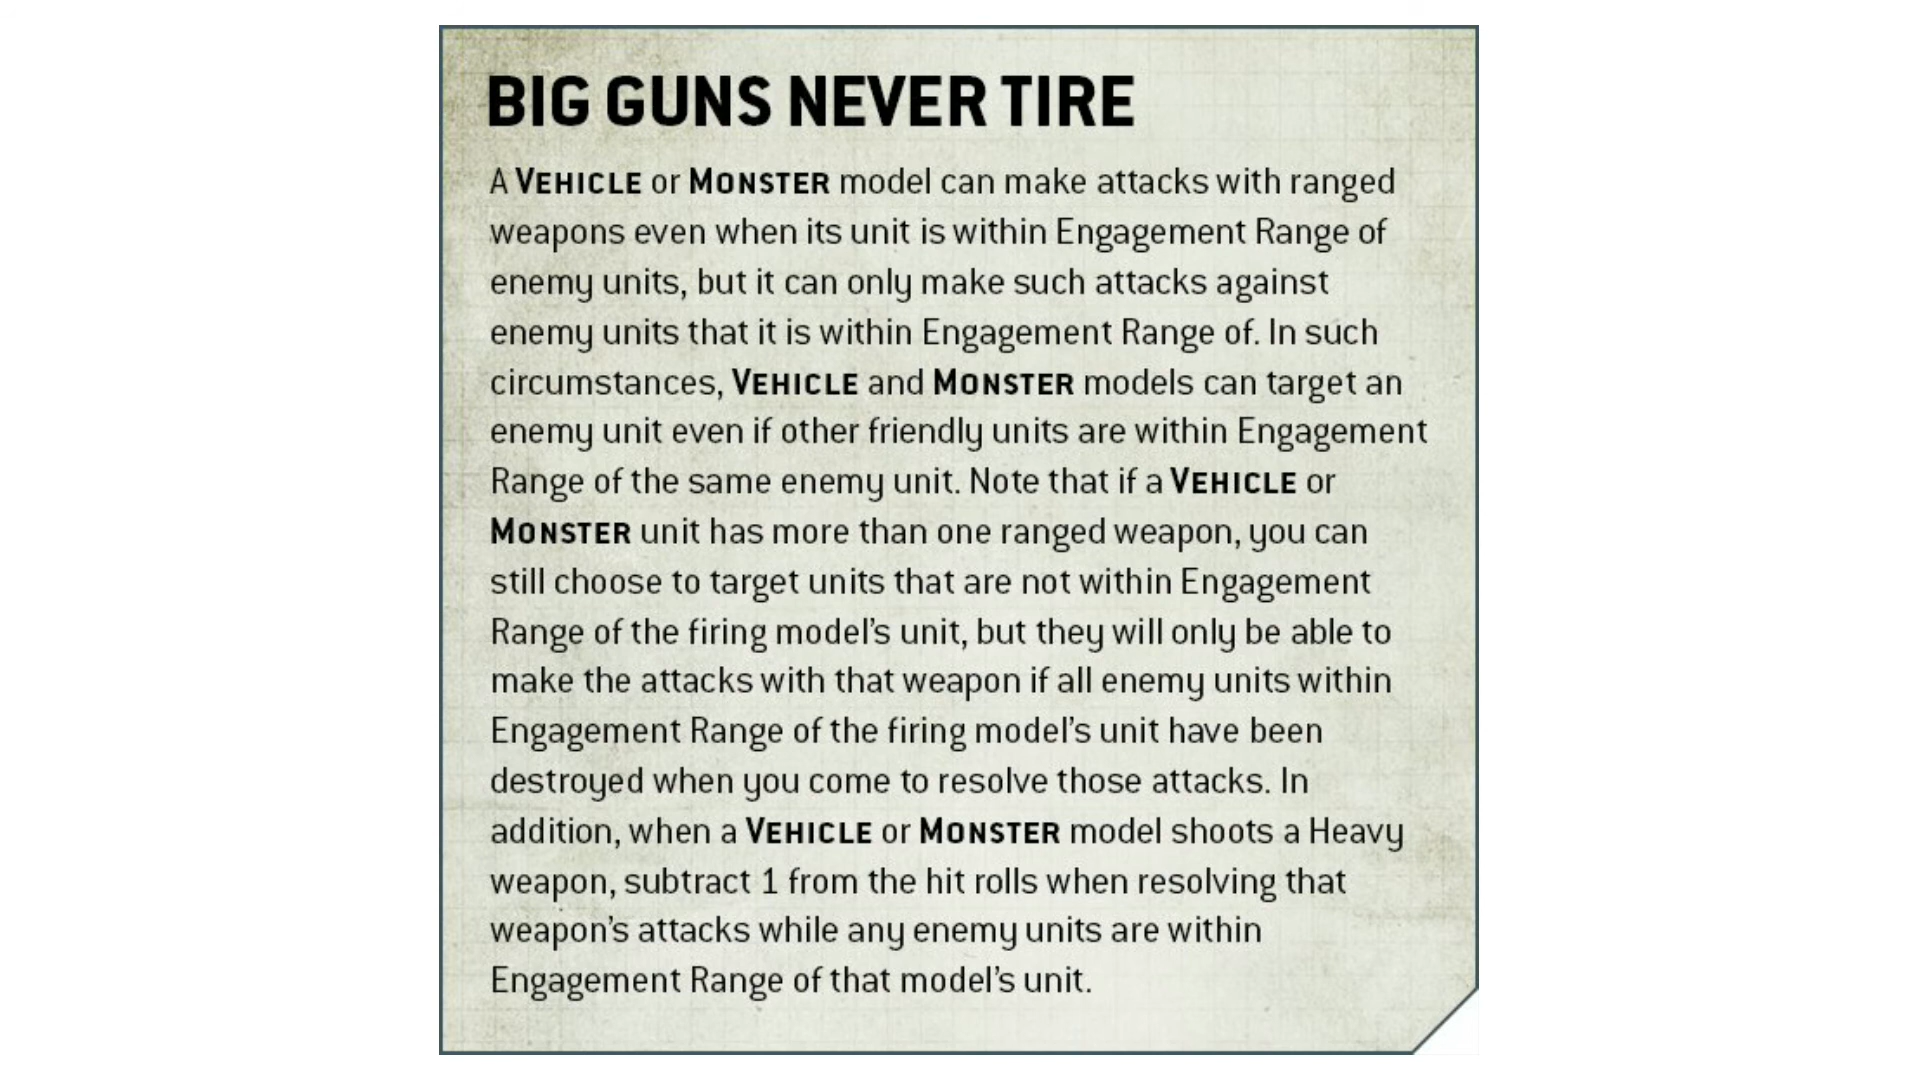 BIG GUNS NEVER TIRE
A VEHICLE or MONSTER model can make attacks with ranged
weapons even when its unit is within Engagement Range of
enemy units, but it can only make such attacks against
enemy units that it is within Engagement Range of. In such
circumstances, VEHICLE and MONSTER models can target an
enemy unit even if other friendly units are within Engagement
Range of the same enemy unit. Note that if a VEHICLE or
MONSTER unit has more than one ranged weapon, you can
still choose to target units that are not within Engagement
Range of the firing model’s unit, but they will only be able to
make the attacks with that weapon if all enemy units within
Engagement Range of the firing model’s unit have been
destroyed when you come to resolve those attacks. In
addition, when a VEHICLE or MONSTER model shoots a Heavy
weapon, subtract 1 from the hit rolls when resolving that
weapon’s attacks while any enemy units are within
Engagement Range of that model’s unit.